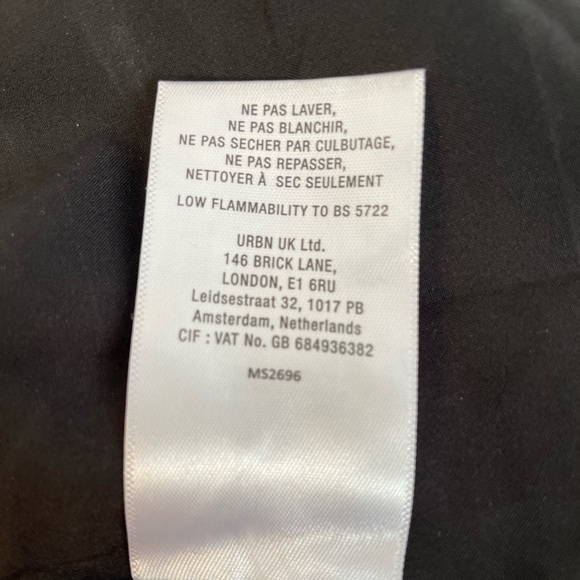 NE PAS LAVER,
NE PAS BLANCHIR,
NE PAS SECHER PAR CULBUTAGE,
NE PAS REPASSER,
NETTOYER À SEC SEULEMENT
LOW FLAMMABILITY TO BS 5722
URBN UK Ltd.
146 BRICK LANE,
LONDON, E1 6RU
Leidsestraat 32, 1017 PB
Amsterdam, Netherlands
CIF : VAT No. GB 684936382
MS2696